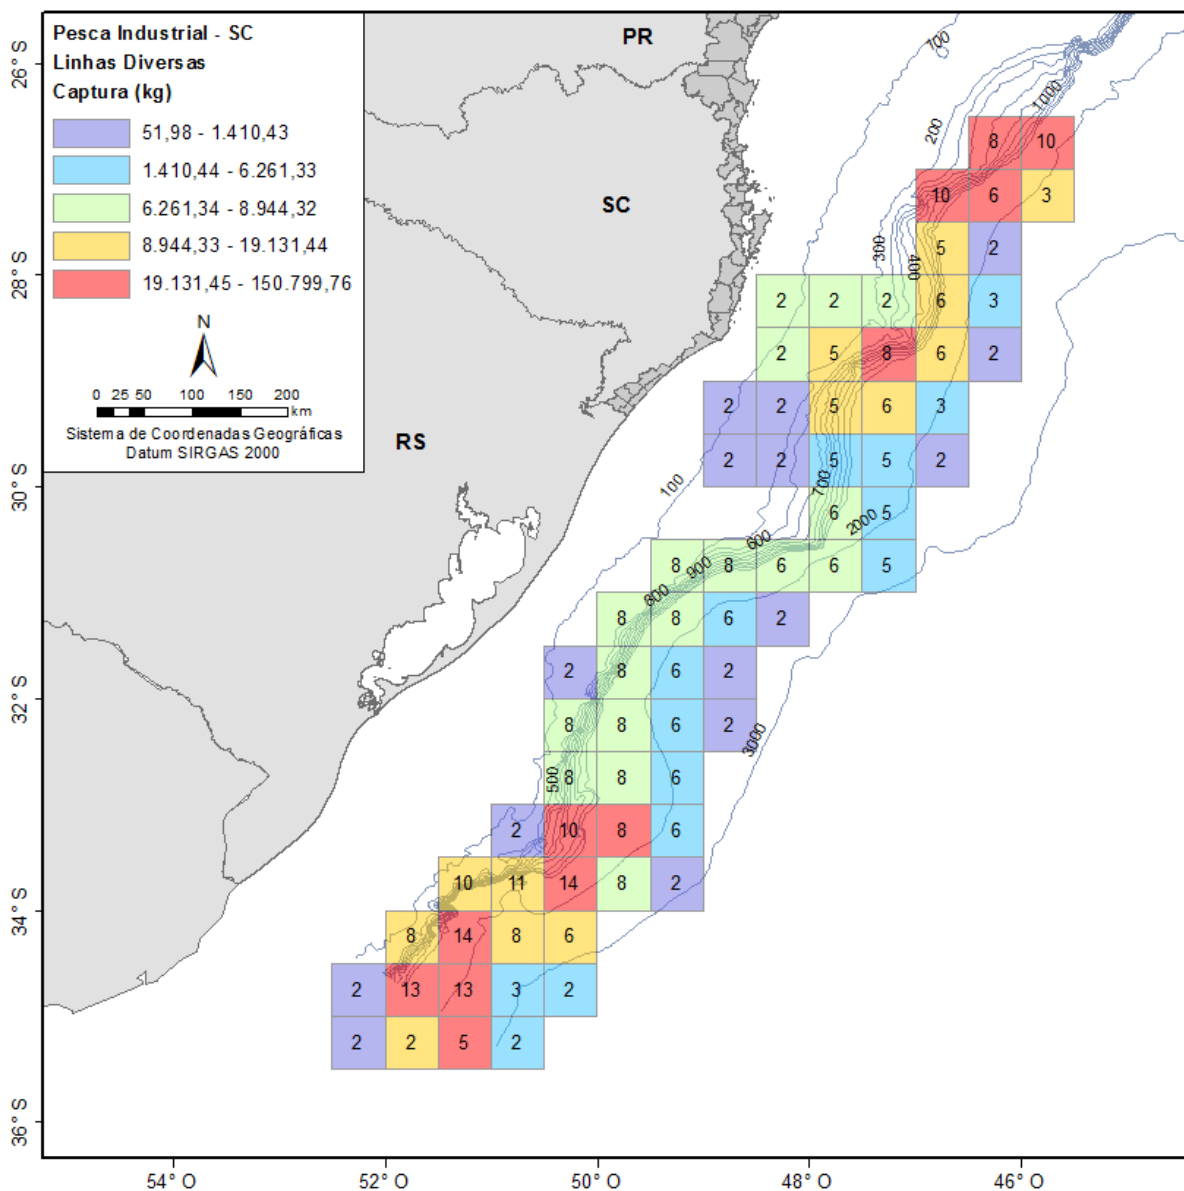 Pesca Industrial - SC
Linhas Diversas
Captura (kg)
51,98 - 1.410,43
1.410,44 - 6.261,33
6.261,34 - 8.944,32
8.944,33 - 19.131,44
19.131,45 - 150.799,76
N
0 25 50 100 150 200
km
Sistema de Coordenadas Geográficas
Datum SIRGAS 2000
PR
SC
RS
700
1000
200
300
400
100
700
2000
600
900
800
3000
500
8 10
10 6 3
5 2
2 2 2 6 3
2 5 8 6 2
2 2 5 6 3
2 2 5 5 2
6 5
8 8 6 6 5
8 8 6 2
2 8 6 2
8 8 6 2
8 8 6
2 10 8 6
10 11 14 8 2
8 14 8 6
2 13 13 3 2
2 2 5 2
26° S
28° S
30° S
32° S
34° S
36° S
54° O 52° O 50° O 48° O 46° O